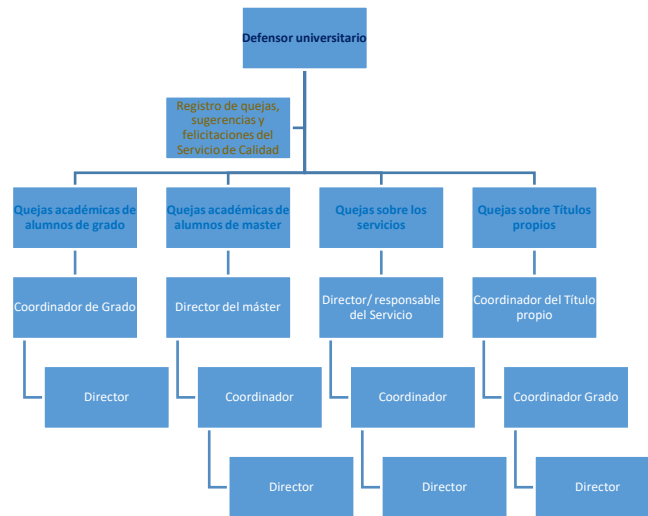 Defensor universitario
Registro de quejas,
sugerencias y
felicitaciones del
Servicio de Calidad
Quejas académicas de
alumnos de grado
Quejas académicas de
alumnos de master
Quejas sobre los
servicios
Quejas sobre Títulos
propios
Coordinador de Grado
Director del máster
Director/ responsable
del Servicio
Coordinador del Título
propio
Director
Coordinador
Coordinador
Coordinador Grado
Director
Director
Director